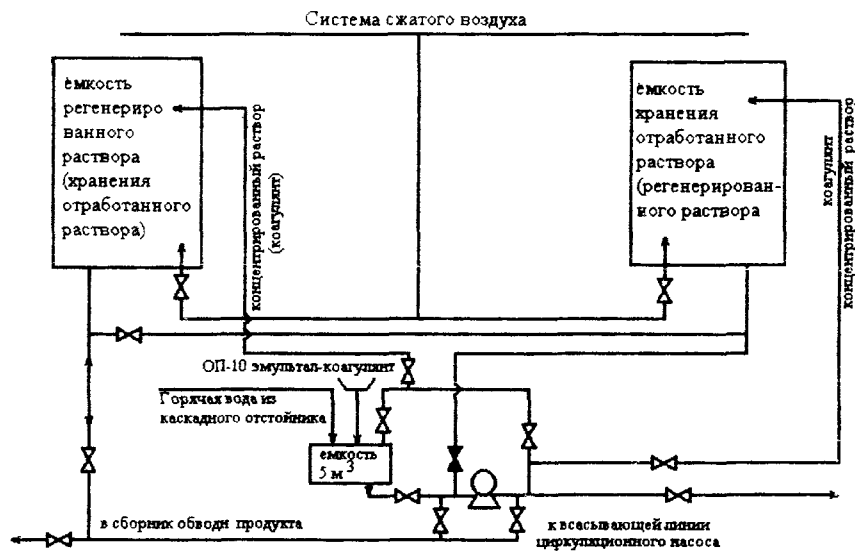 Система сжатого воздуха
ёмкость
регенериро
ванного
раствора
(хранения
отработанного
раствора)
концентрированный раствор
(коагулянт)
ёмкость
хранения
отработанного
раствора
(регенерирован-
ного раствора
коагулянт
концентрированный раствор
ОП-10 эмультал-коагулянт
Горячая вода из
каскадного отстойника
емкость
5 м³
в сборник обводн продукта
к всасывающей линии
циркуляционного насоса